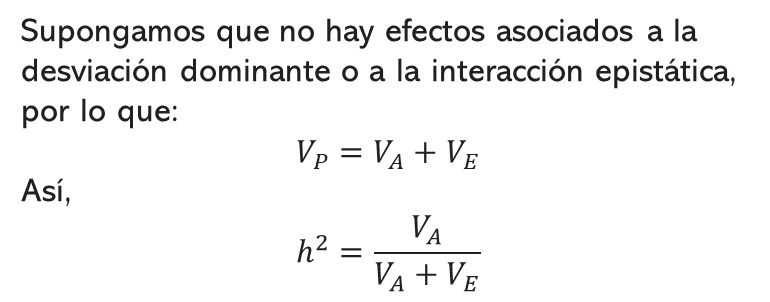 Supongamos que no hay efectos asociados a la
desviación dominante o a la interacción epistática,
por lo que:
V_P = V_A + V_E
Así,
h² = V_A / (V_A + V_E)